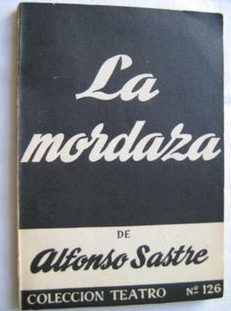 La
mordaza
DE
Alfonso Sastre
COLECCION TEATRO Nº 126